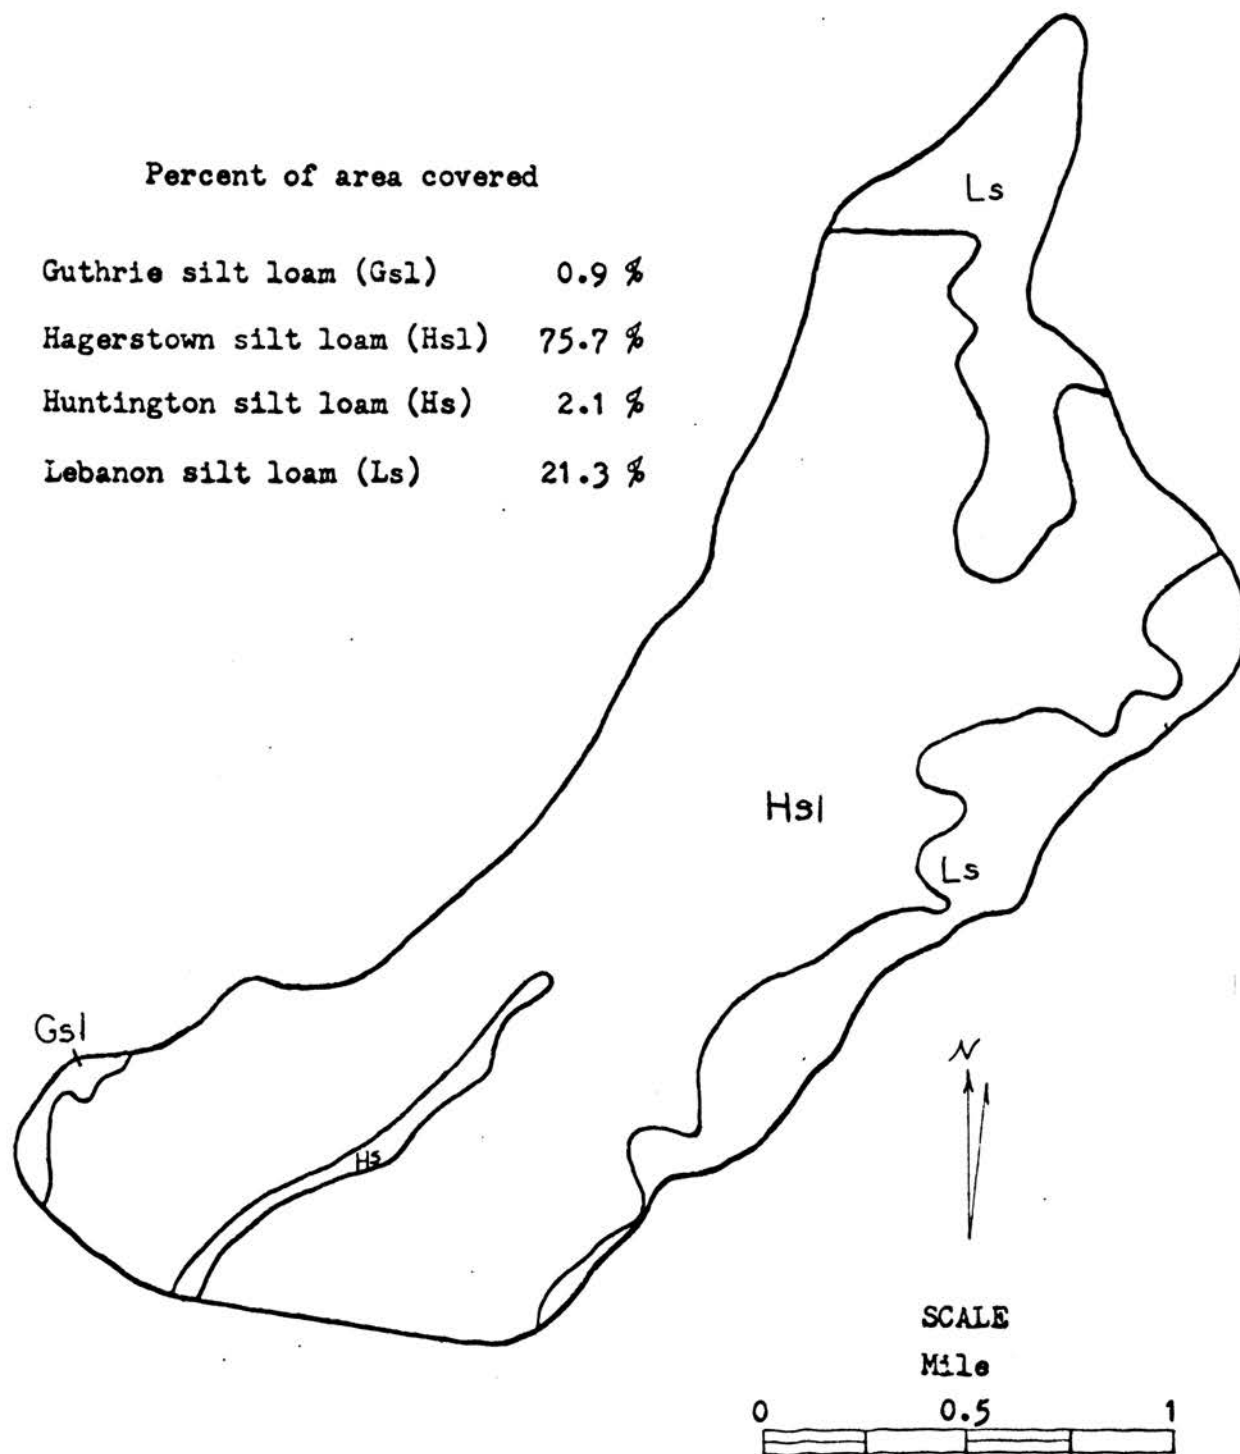 Percent of area covered
Guthrie silt loam (Gsl) 0.9 %
Hagerstown silt loam (Hsl) 75.7 %
Huntington silt loam (Hs) 2.1 %
Lebanon silt loam (Ls) 21.3 %
Ls
Hsl
Ls
Gsl
Hs
N
SCALE
Mile
0 0.5 1